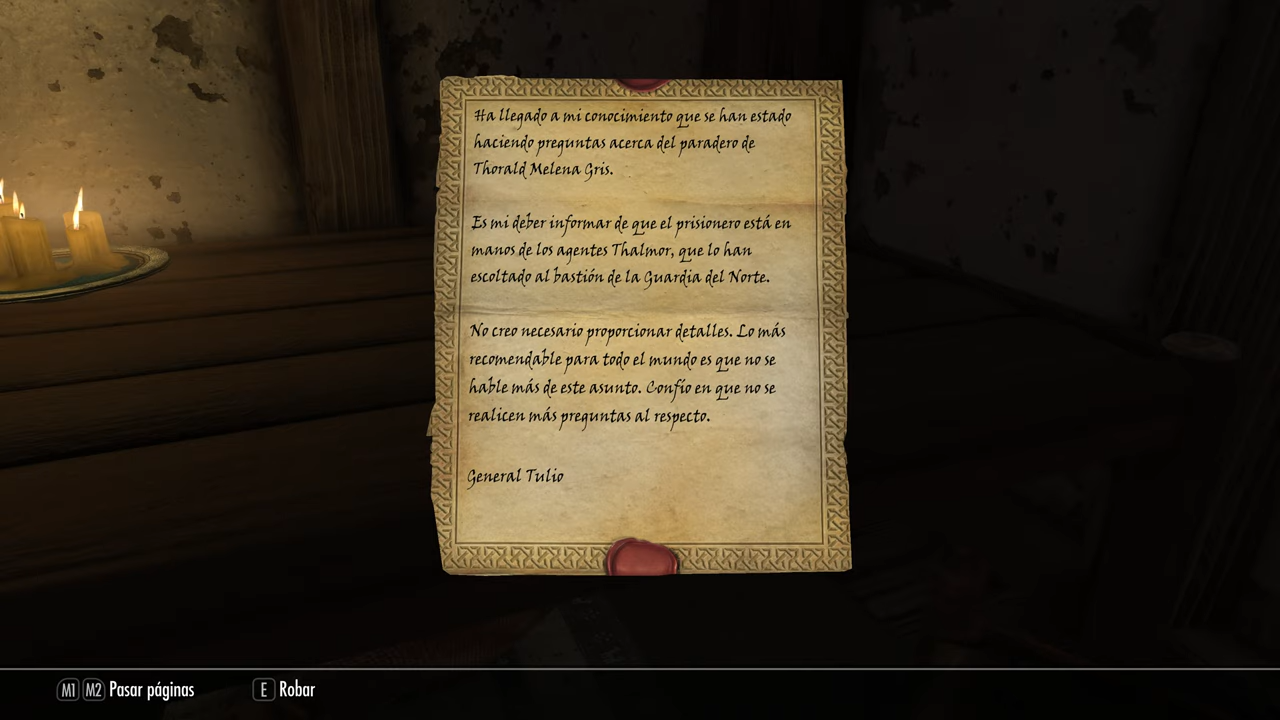 Ha llegado a mi conocimiento que se han estado
haciendo preguntas acerca del paradero de
Thorald Melena Gris.
Es mi deber informar de que el prisionero está en
manos de los agentes Thalmor, que lo han
escoltado al bastión de la Guardia del Norte.
No creo necesario proporcionar detalles. Lo más
recomendable para todo el mundo es que no se
hable más de este asunto. Confío en que no se
realicen más preguntas al respecto.
General Tulio
M1 M2 Pasar páginas E Robar